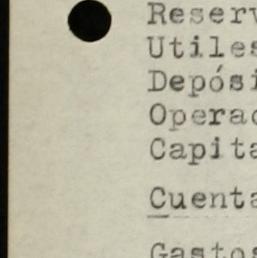 Reserv
Utiles
Depósi
Operac
Capita
Cuenta
Gastos